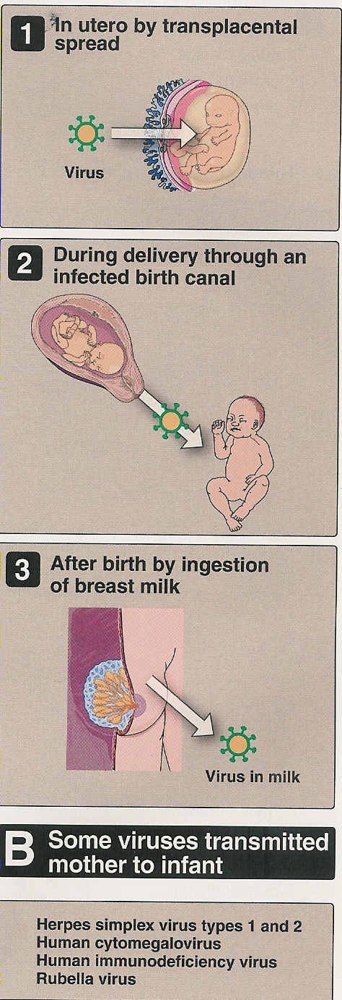 1 In utero by transplacental
spread
Virus
2 During delivery through an
infected birth canal
3 After birth by ingestion
of breast milk
Virus in milk
B Some viruses transmitted
mother to infant
Herpes simplex virus types 1 and 2
Human cytomegalovirus
Human immunodeficiency virus
Rubella virus